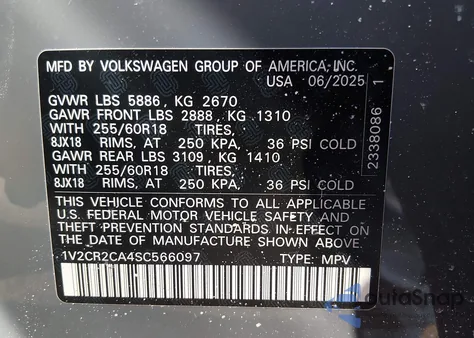 MFD BY VOLKSWAGEN GROUP OF AMERICA, INC.
USA 06/2025
GVWR LBS 5886, KG 2670
GAWR FRONT LBS 2888, KG 1310
WITH 255/60R18 TIRES,
8JX18 RIMS, AT 250 KPA, 36 PSI COLD
GAWR REAR LBS 3109, KG 1410
WITH 255/60R18 TIRES,
8JX18 RIMS, AT 250 KPA, 36 PSI COLD
THIS VEHICLE CONFORMS TO ALL APPLICABLE
U.S. FEDERAL MOTOR VEHICLE SAFETY AND
THEFT PREVENTION STANDARDS IN EFFECT ON
THE DATE OF MANUFACTURE SHOWN ABOVE.
1V2CR2CA4SC566097 TYPE: MPV
2338086 1
autoSnap